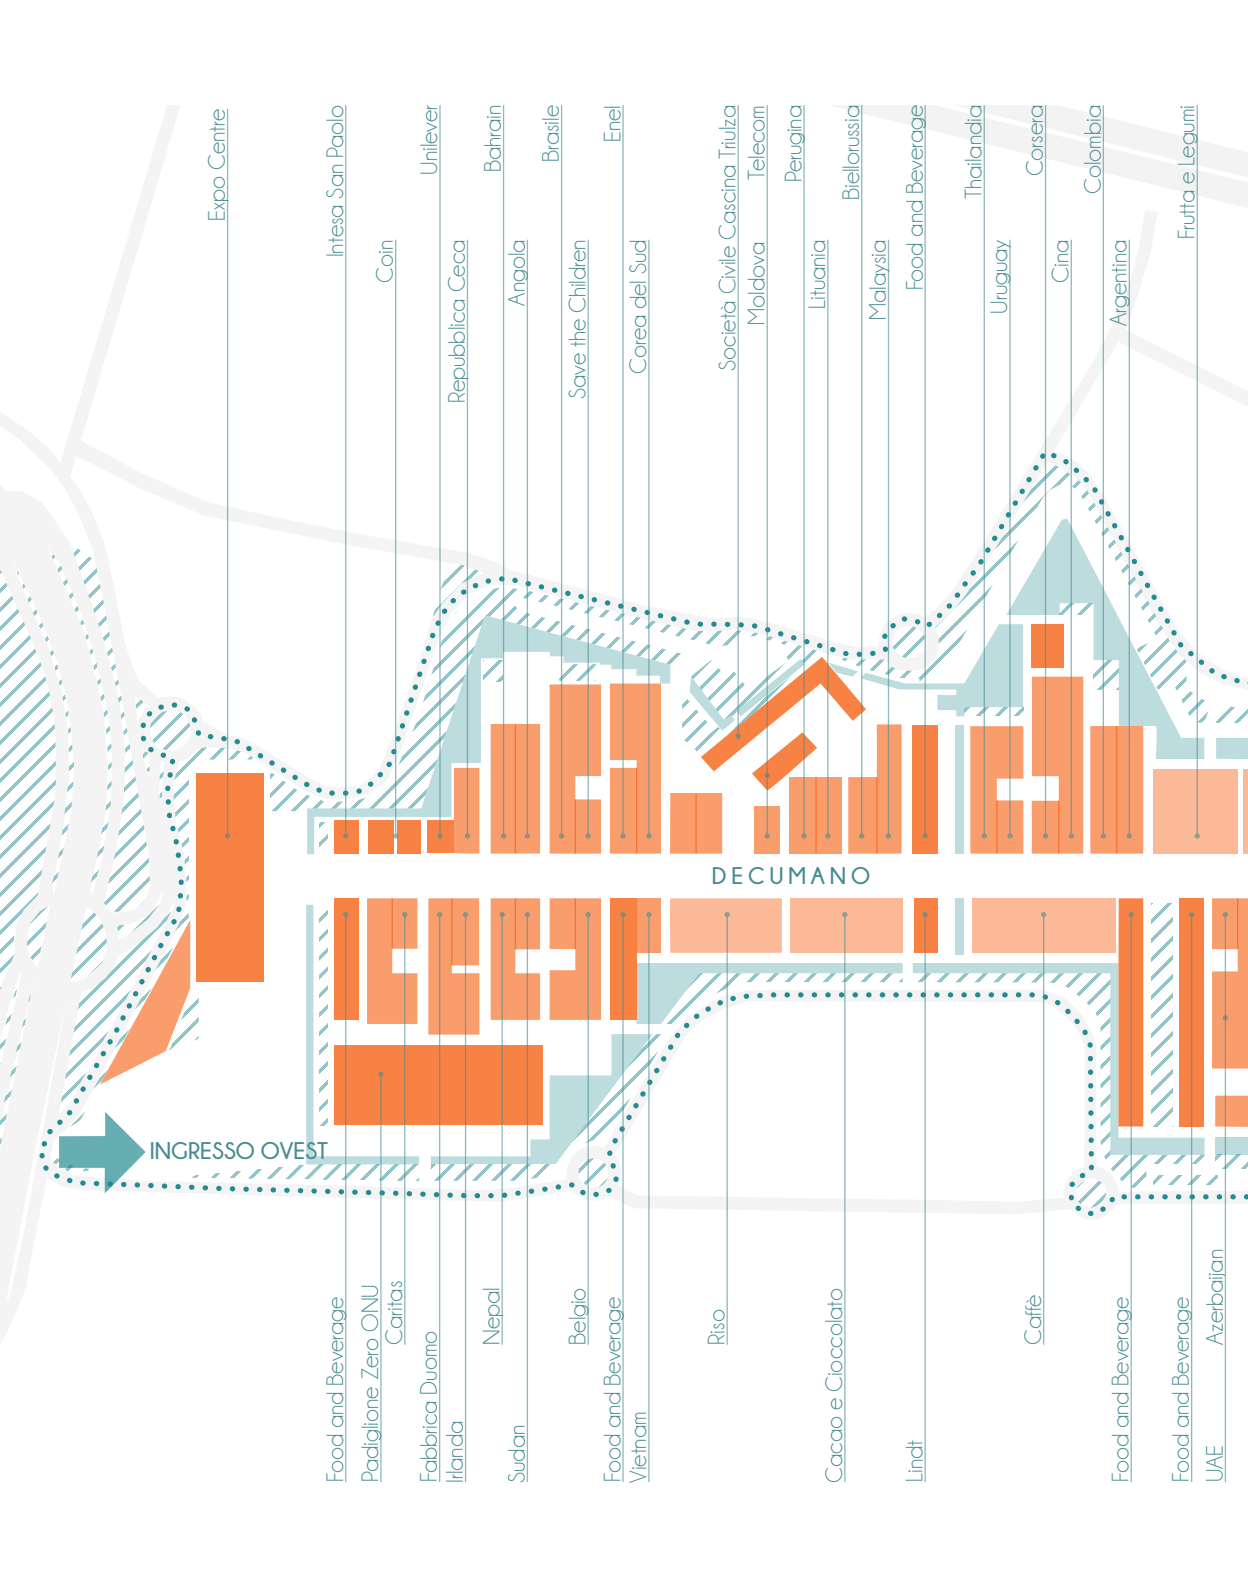 Expo Centre
Intesa San Paolo
Coin
Unilever
Repubblica Ceca
Bahrain
Angola
Brasile
Save the Children
Enel
Corea del Sud
Società Civile Cascina Triulza
Telecom
Moldova
Perugina
Lituania
Biellorussia
Malaysia
Food and Beverage
Thailandia
Uruguay
Corsera
Cina
Colombia
Argentina
Frutta e Legumi
DECUMANO
INGRESSO OVEST
Food and Beverage
Padiglione Zero ONU
Caritas
Fabbrica Duomo
Irlanda
Nepal
Sudan
Belgio
Food and Beverage
Vietnam
Riso
Cacao e Cioccolato
Lindt
Caffè
Food and Beverage
Food and Beverage
Azerbaijan
UAE